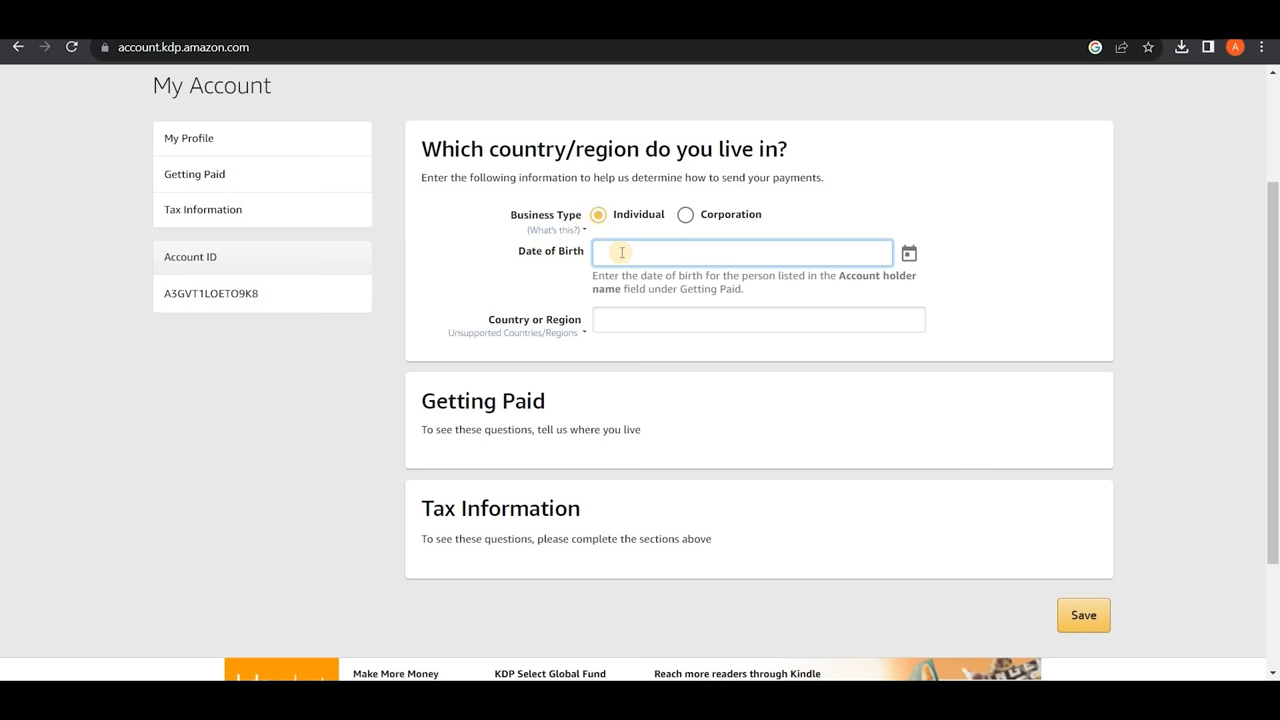 account.kdp.amazon.com
A
My Account
My Profile
Getting Paid
Tax Information
Account ID
A3GVT1LOETO9K8
Which country/region do you live in?
Enter the following information to help us determine how to send your payments.
Business Type
(What's this?)
Individual
Corporation
Date of Birth
Enter the date of birth for the person listed in the Account holder
name field under Getting Paid.
Country or Region
Unsupported Countries/Regions
Getting Paid
To see these questions, tell us where you live
Tax Information
To see these questions, please complete the sections above
Save
Make More Money
KDP Select Global Fund
Reach more readers through Kindle